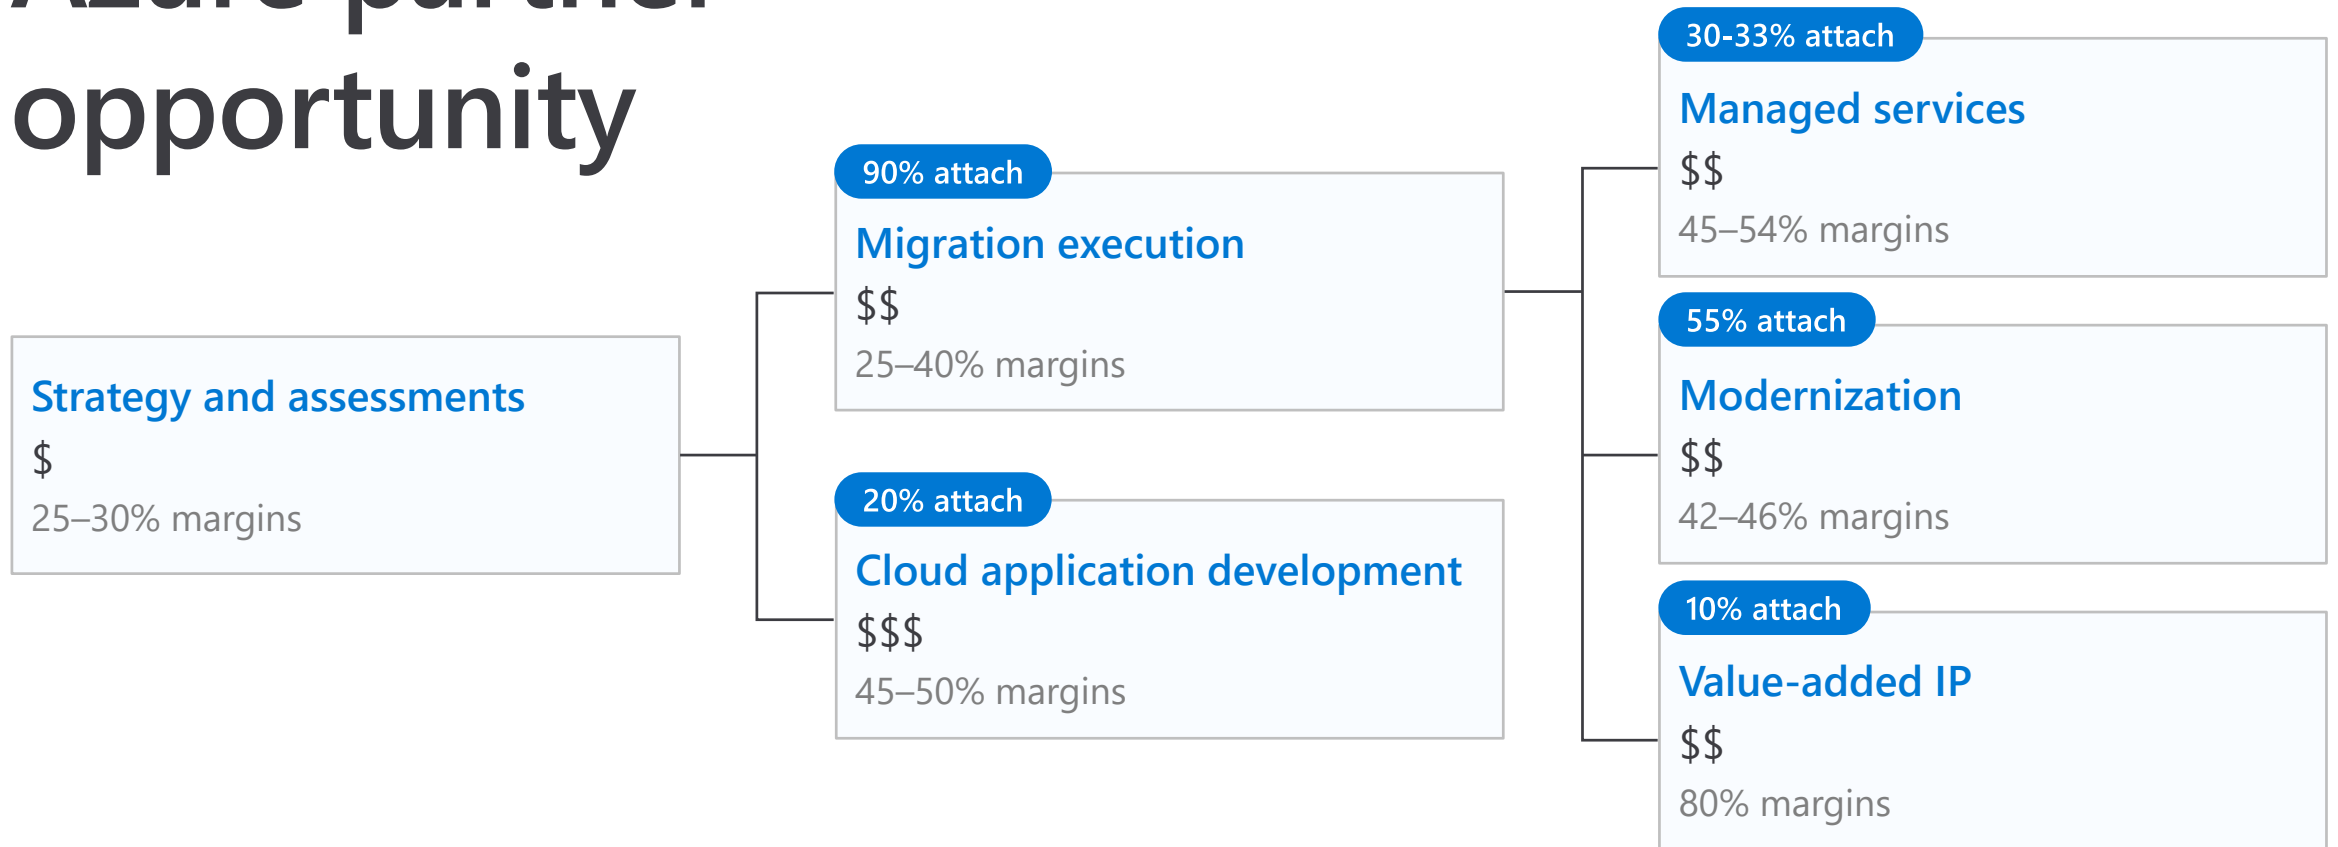 Azure partner
opportunity
Strategy and assessments
$
25–30% margins
90% attach
Migration execution
$$
25–40% margins
20% attach
Cloud application development
$$$
45–50% margins
30-33% attach
Managed services
$$
45–54% margins
55% attach
Modernization
$$
42–46% margins
10% attach
Value-added IP
$$
80% margins